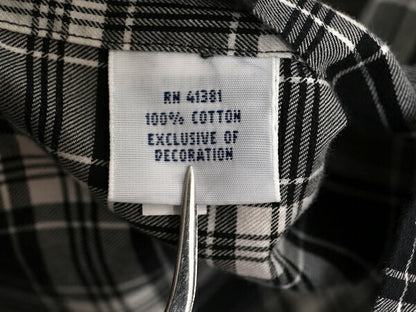 RN 41381
100% COTTON
EXCLUSIVE OF
DECORATION